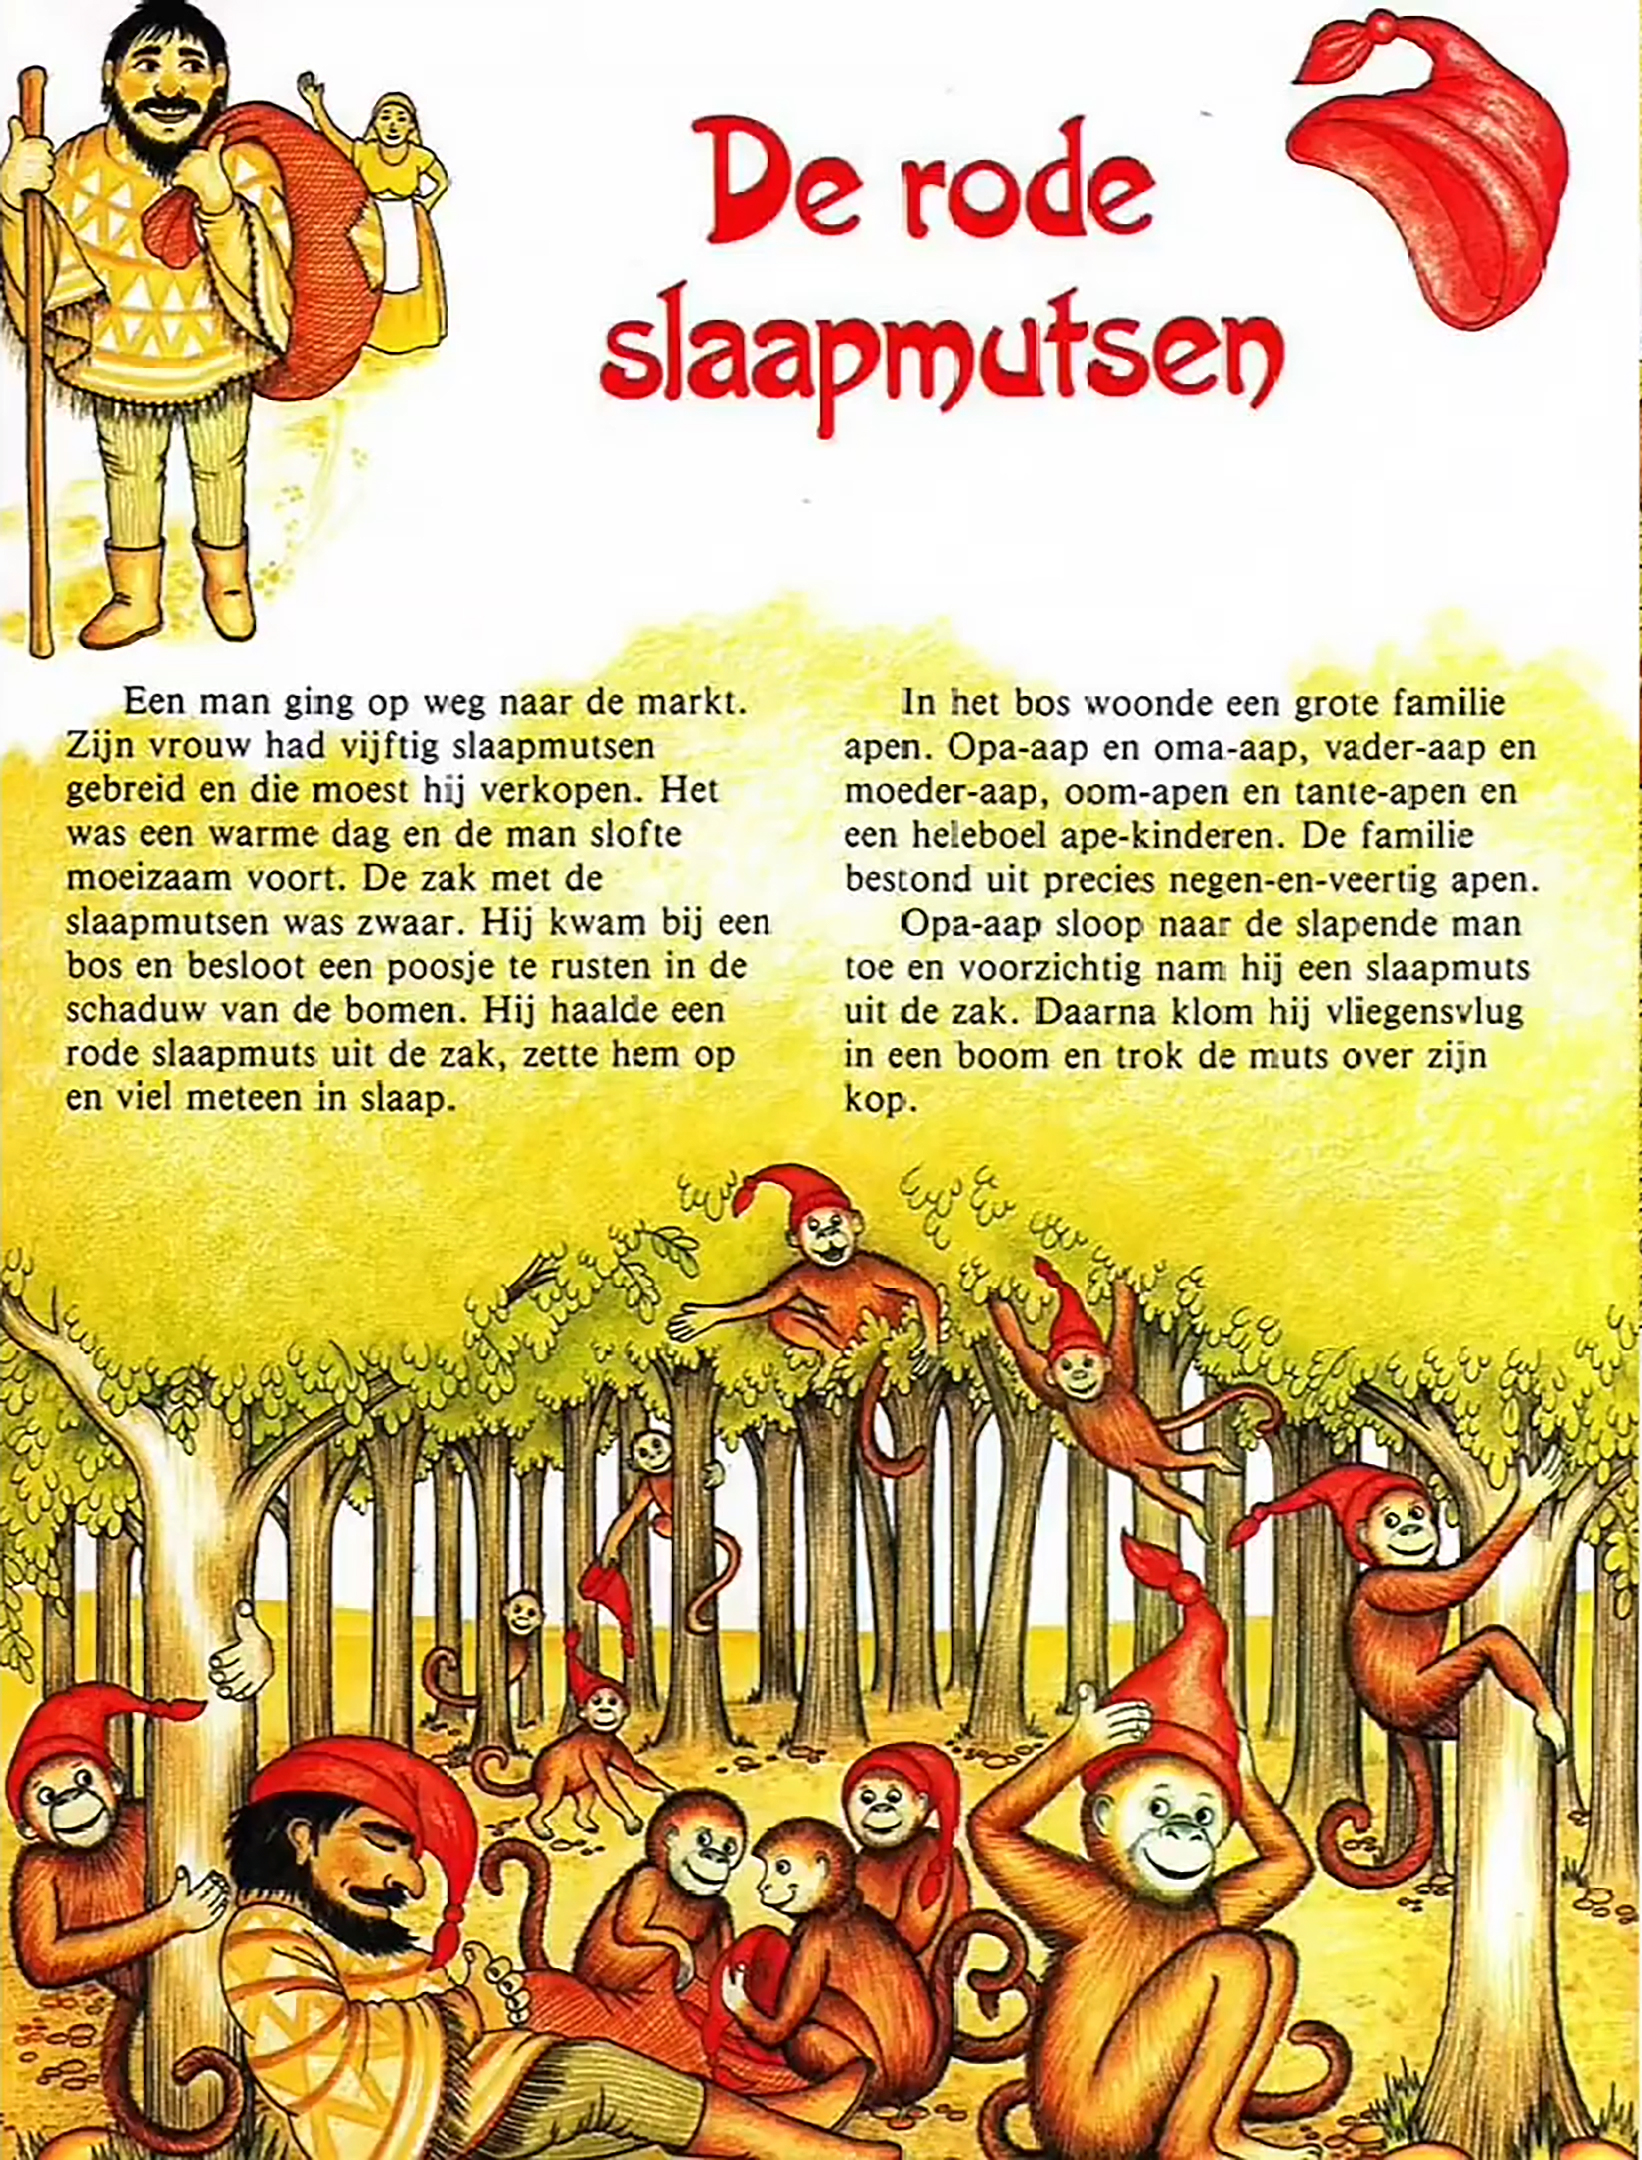 De rode
slaapmutsen
Een man ging op weg naar de markt.
Zijn vrouw had vijftig slaapmutsen
gebreid en die moest hij verkopen. Het
was een warme dag en de man slofte
moeizaam voort. De zak met de
slaapmutsen was zwaar. Hij kwam bij een
bos en besloot een poosje te rusten in de
schaduw van de bomen. Hij haalde een
rode slaapmuts uit de zak, zette hem op
en viel meteen in slaap.
In het bos woonde een grote familie
apen. Opa-aap en oma-aap, vader-aap en
moeder-aap, oom-apen en tante-apen en
een heleboel ape-kinderen. De familie
bestond uit precies negen-en-veertig apen.
Opa-aap sloop naar de slapende man
toe en voorzichtig nam hij een slaapmuts
uit de zak. Daarna klom hij vliegensvlug
in een boom en trok de muts over zijn
kop.